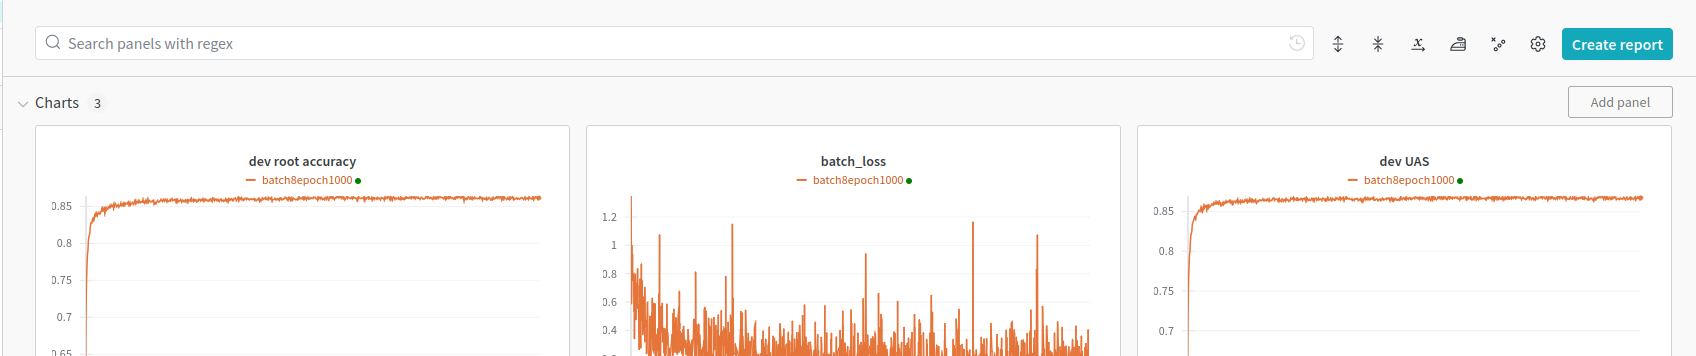 Search panels with regex
Create report
Charts 3
Add panel
dev root accuracy
batch8epoch1000
0.85
0.8
0.75
0.7
0.65
batch_loss
batch8epoch1000
1.2
1
0.8
0.6
0.4
dev UAS
batch8epoch1000
0.85
0.8
0.75
0.7